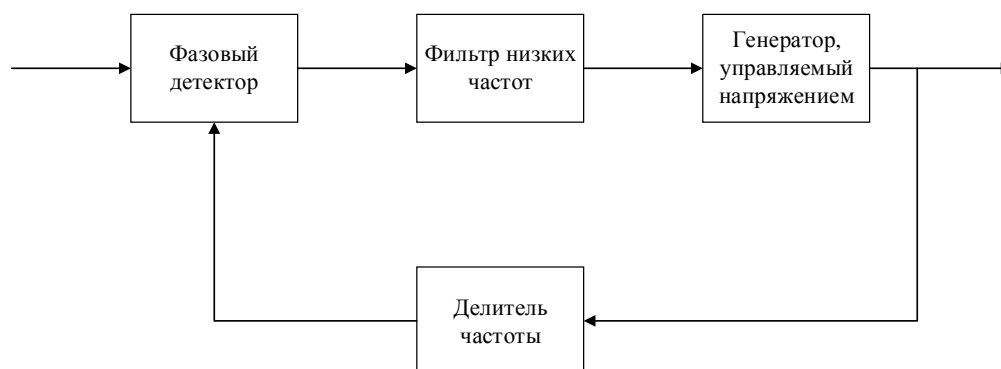 Фазовый
детектор
Фильтр низких
частот
Генератор,
управляемый
напряжением
Делитель
частоты